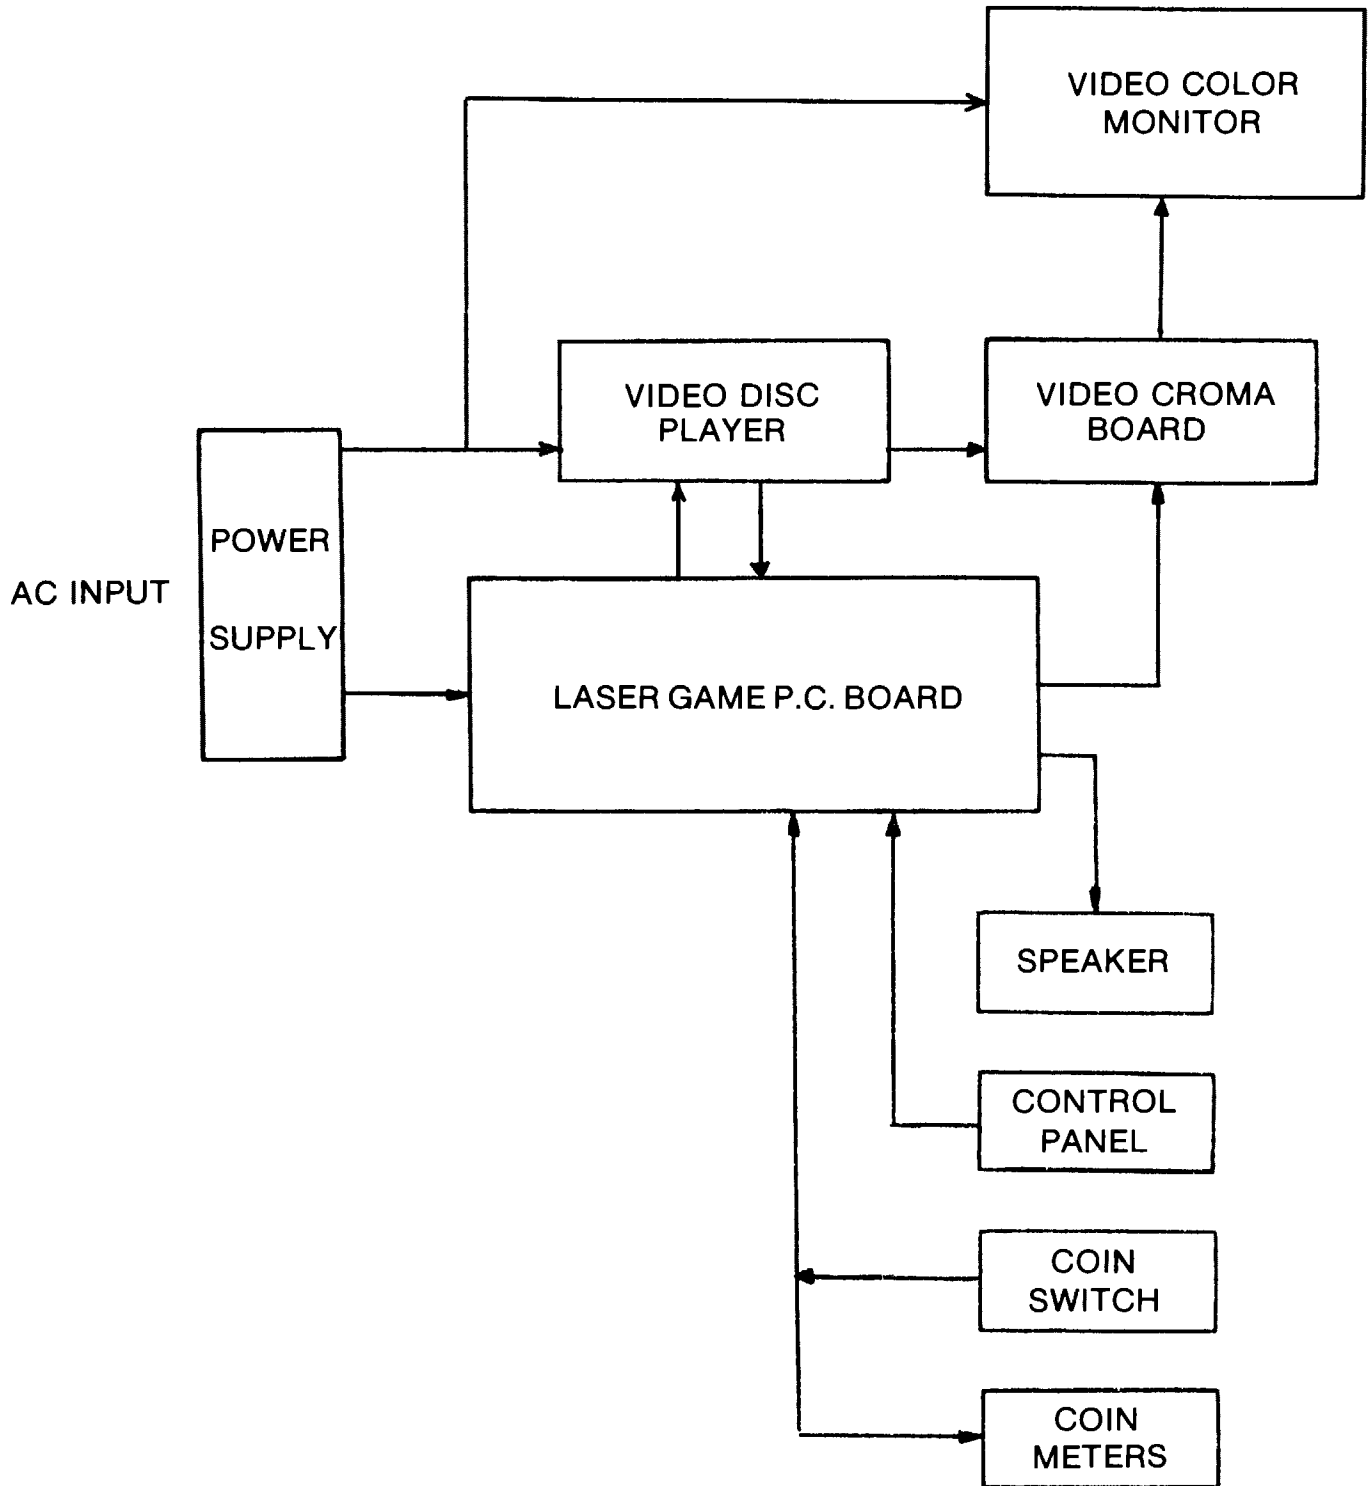 VIDEO COLOR
MONITOR
VIDEO DISC
PLAYER
VIDEO CROMA
BOARD
POWER
SUPPLY
AC INPUT
LASER GAME P.C. BOARD
SPEAKER
CONTROL
PANEL
COIN
SWITCH
COIN
METERS